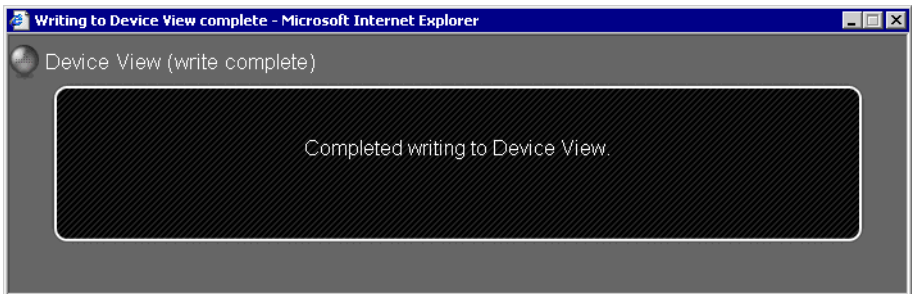 Writing to Device View complete - Microsoft Internet Explorer
Device View (write complete)
Completed writing to Device View.